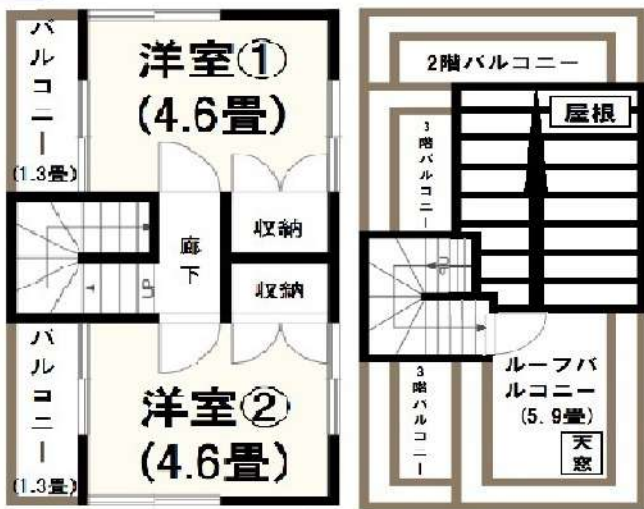 バルコニー
(1.3畳)
洋室①
(4.6畳)
収納
廊下
UP
収納
バルコニー
(1.3畳)
洋室②
(4.6畳)
2階バルコニー
屋根
3階バルコニー
UP
3階バルコニー
ルーフバ
ルコニー
(5.9畳)
天窓